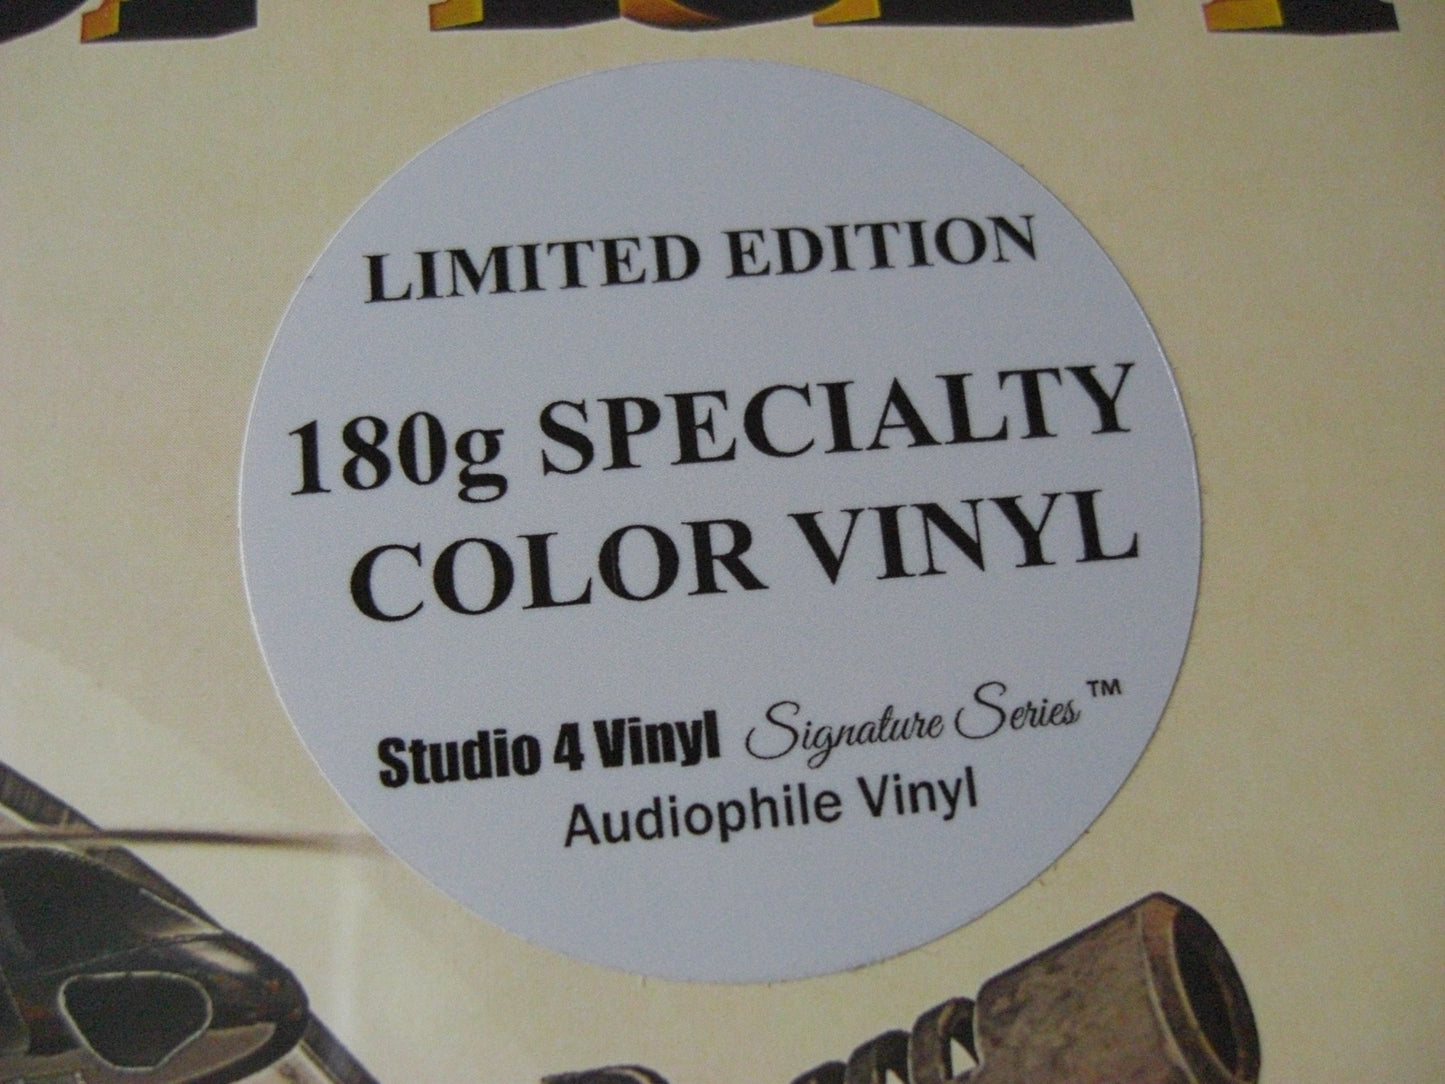 LIMITED EDITION
180g SPECIALTY
COLOR VINYL
Studio 4 Vinyl Signature Series™
Audiophile Vinyl